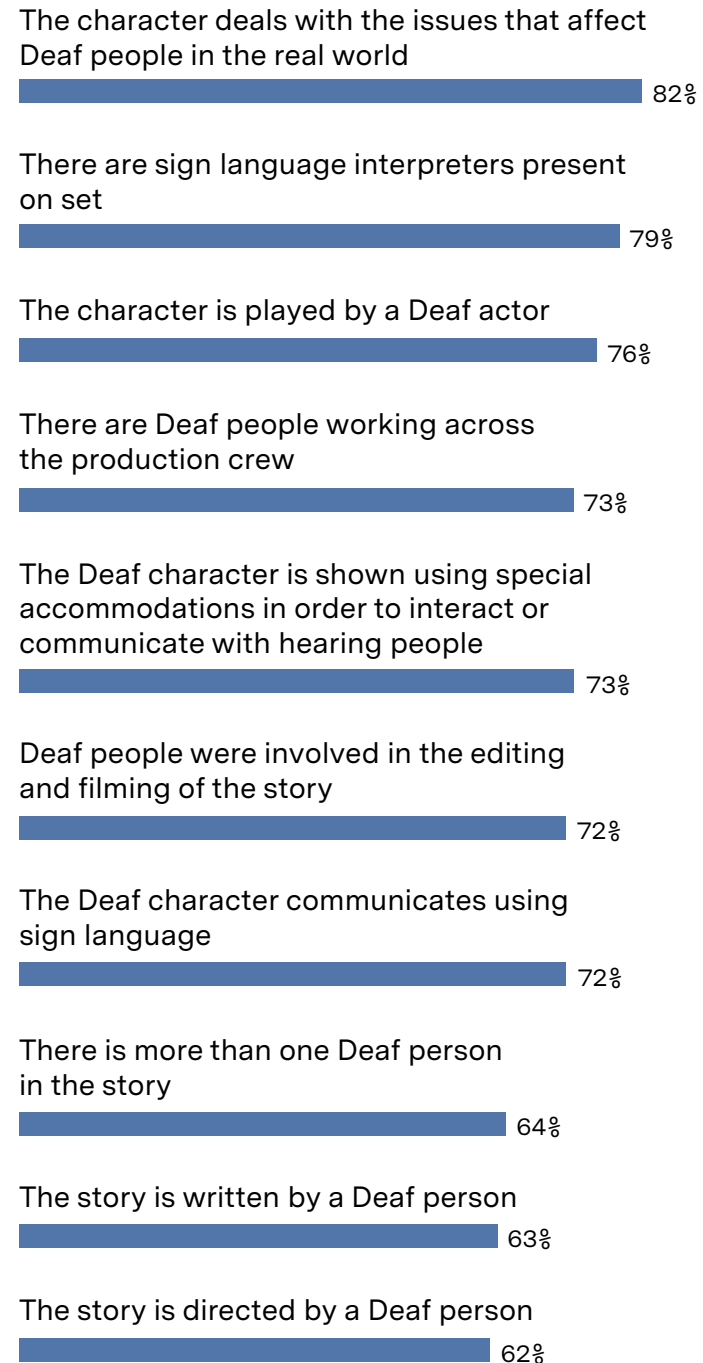 The character deals with the issues that affect
Deaf people in the real world
82%
There are sign language interpreters present
on set
79%
The character is played by a Deaf actor
76%
There are Deaf people working across
the production crew
73%
The Deaf character is shown using special
accommodations in order to interact or
communicate with hearing people
73%
Deaf people were involved in the editing
and filming of the story
72%
The Deaf character communicates using
sign language
72%
There is more than one Deaf person
in the story
64%
The story is written by a Deaf person
63%
The story is directed by a Deaf person
62%